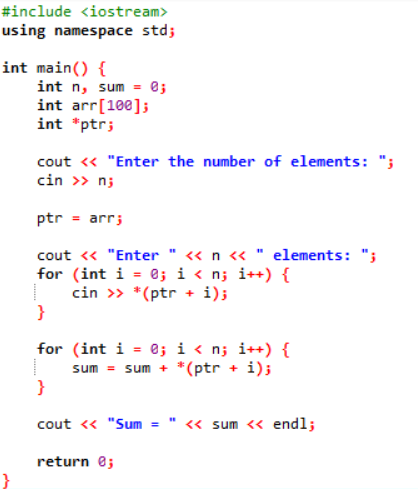 #include <iostream>
using namespace std;
int main() {
int n, sum = 0;
int arr[100];
int *ptr;
cout << "Enter the number of elements: ";
cin >> n;
ptr = arr;
cout << "Enter " << n << " elements: ";
for (int i = 0; i < n; i++) {
cin >> *(ptr + i);
}
for (int i = 0; i < n; i++) {
sum = sum + *(ptr + i);
}
cout << "Sum = " << sum << endl;
return 0;
}